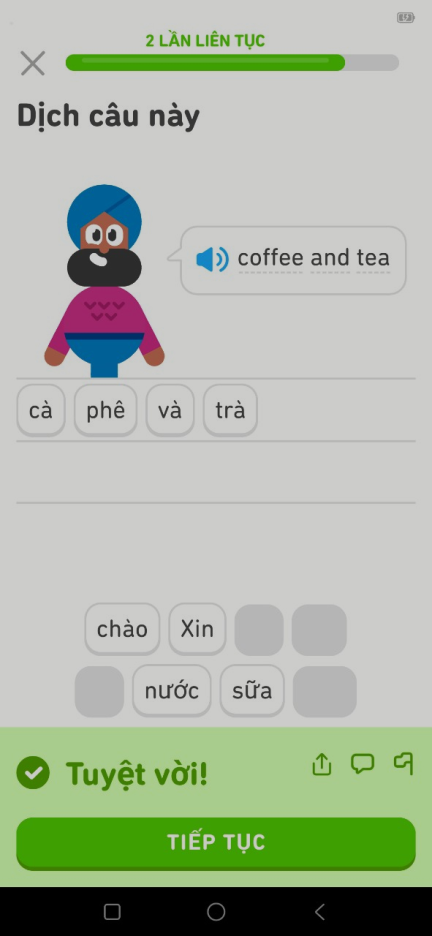 2 LẦN LIÊN TỤC
Dịch câu này
coffee and tea
cà phê và trà
chào Xin
nước sữa
Tuyệt vời!
TIẾP TỤC